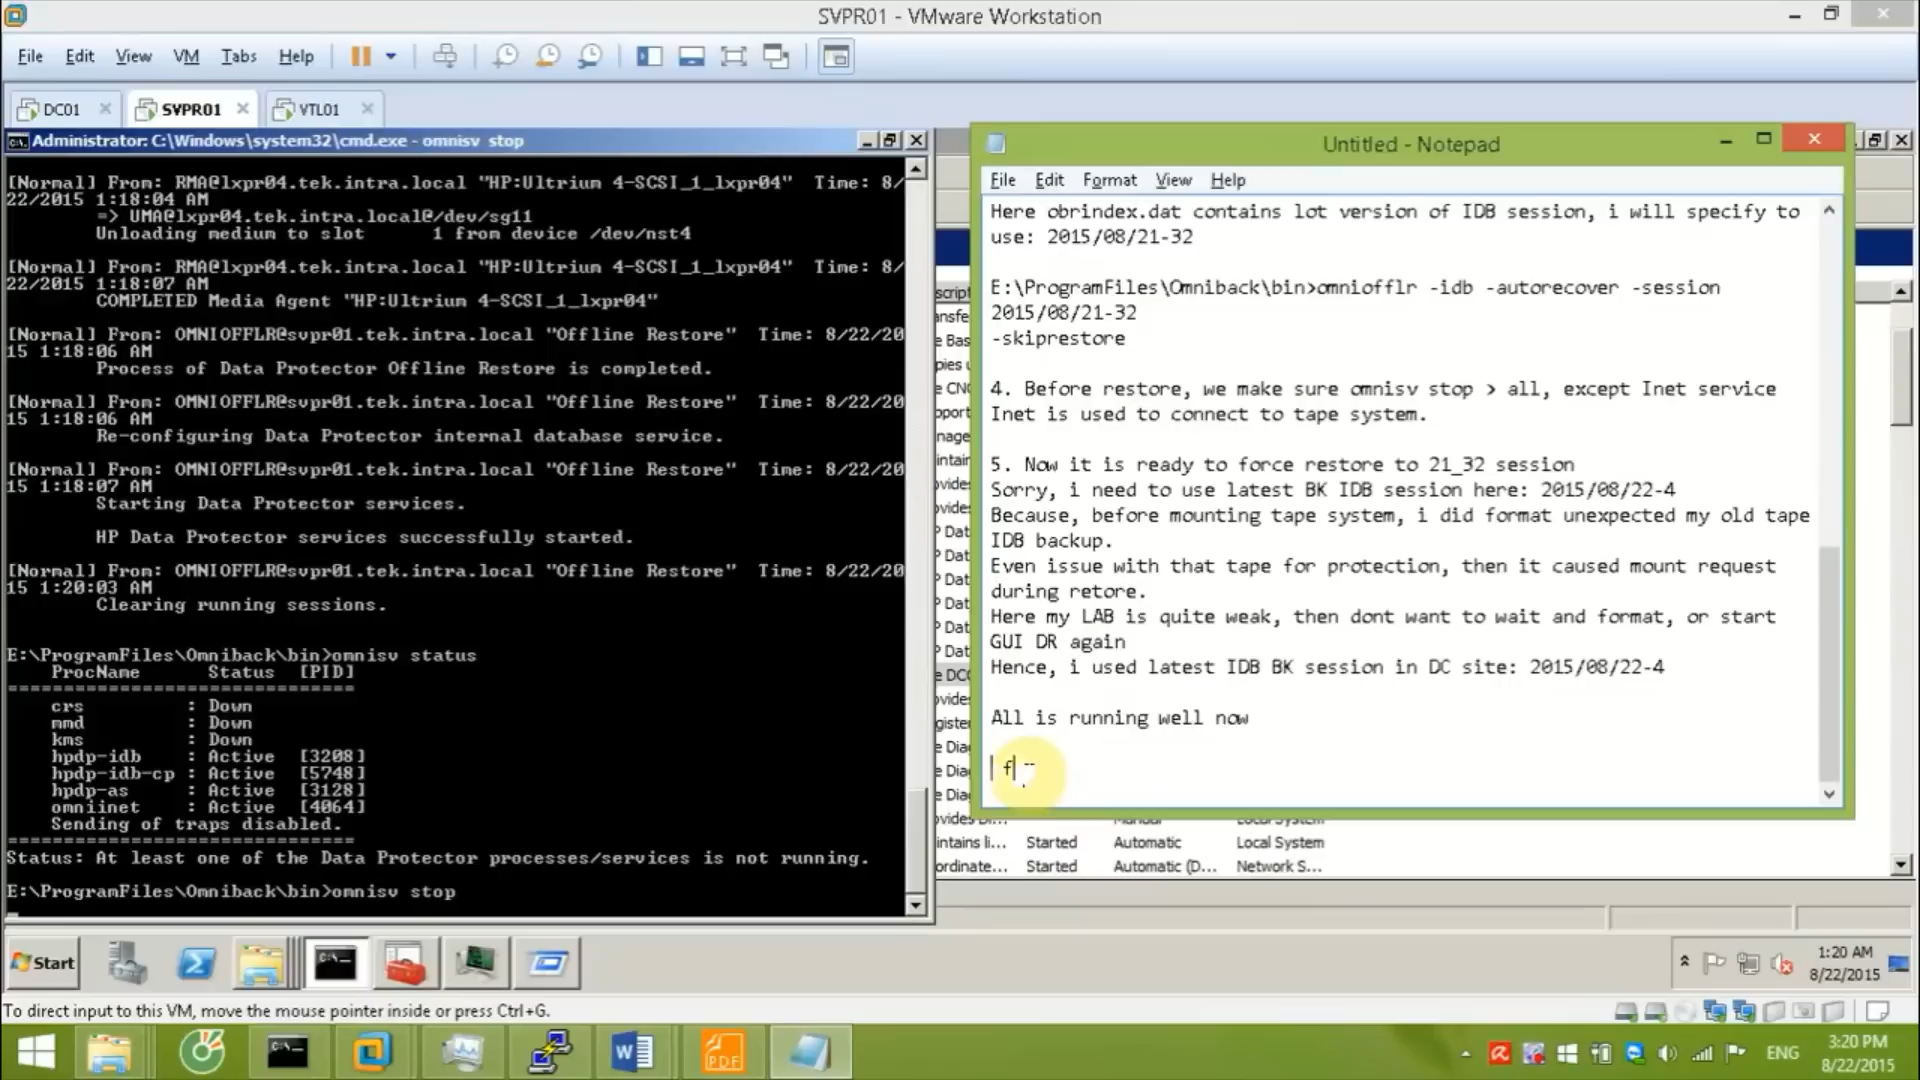 SVPR01 - VMware Workstation
File Edit View VM Tabs Help
DC01 SVPR01 VTL01
Administrator: C:\Windows\system32\cmd.exe - omnisv stop
[Normal] From: RMA@lxpr04.tek.intra.local "HP:Ultrium 4-SCSI_1_lxpr04" Time: 8/
22/2015 1:18:04 AM
=> UMA@lxpr04.tek.intra.local@/dev/sg11
Unloading medium to slot 1 from device /dev/nst4
[Normal] From: RMA@lxpr04.tek.intra.local "HP:Ultrium 4-SCSI_1_lxpr04" Time: 8/
22/2015 1:18:07 AM
COMPLETED Media Agent "HP:Ultrium 4-SCSI_1_lxpr04"
[Normal] From: OMNIOFFLR@svpr01.tek.intra.local "Offline Restore" Time: 8/22/20
15 1:18:06 AM
Process of Data Protector Offline Restore is completed.
[Normal] From: OMNIOFFLR@svpr01.tek.intra.local "Offline Restore" Time: 8/22/20
15 1:18:06 AM
Re-configuring Data Protector internal database service.
[Normal] From: OMNIOFFLR@svpr01.tek.intra.local "Offline Restore" Time: 8/22/20
15 1:18:07 AM
Starting Data Protector services.
HP Data Protector services successfully started.
[Normal] From: OMNIOFFLR@svpr01.tek.intra.local "Offline Restore" Time: 8/22/20
15 1:20:03 AM
Clearing running sessions.
E:\ProgramFiles\Omniback\bin>omnisv status
ProcName Status [PID]
===============================
crs : Down
mmd : Down
kms : Down
hpdp-idb : Active [3208]
hpdp-idb-cp : Active [5748]
hpdp-as : Active [3128]
omniinet : Active [4064]
Sending of traps disabled.
===============================
Status: At least one of the Data Protector processes/services is not running.
E:\ProgramFiles\Omniback\bin>omnisv stop
Untitled - Notepad
File Edit Format View Help
Here obrindex.dat contains lot version of IDB session, i will specify to
use: 2015/08/21-32
E:\ProgramFiles\Omniback\bin>omniofflr -idb -autorecover -session
2015/08/21-32
-skiprestore
4. Before restore, we make sure omnisv stop > all, except Inet service
Inet is used to connect to tape system.
5. Now it is ready to force restore to 21_32 session
Sorry, i need to use latest BK IDB session here: 2015/08/22-4
Because, before mounting tape system, i did format unexpected my old tape
IDB backup.
Even issue with that tape for protection, then it caused mount request
during retore.
Here my LAB is quite weak, then dont want to wait and format, or start
GUI DR again
Hence, i used latest IDB BK session in DC site: 2015/08/22-4
All is running well now
f
intains li... Started Automatic Local System
ordinate... Started Automatic (D... Network S...
Start
1:20 AM
8/22/2015
To direct input to this VM, move the mouse pointer inside or press Ctrl+G.
ENG
3:20 PM
8/22/2015